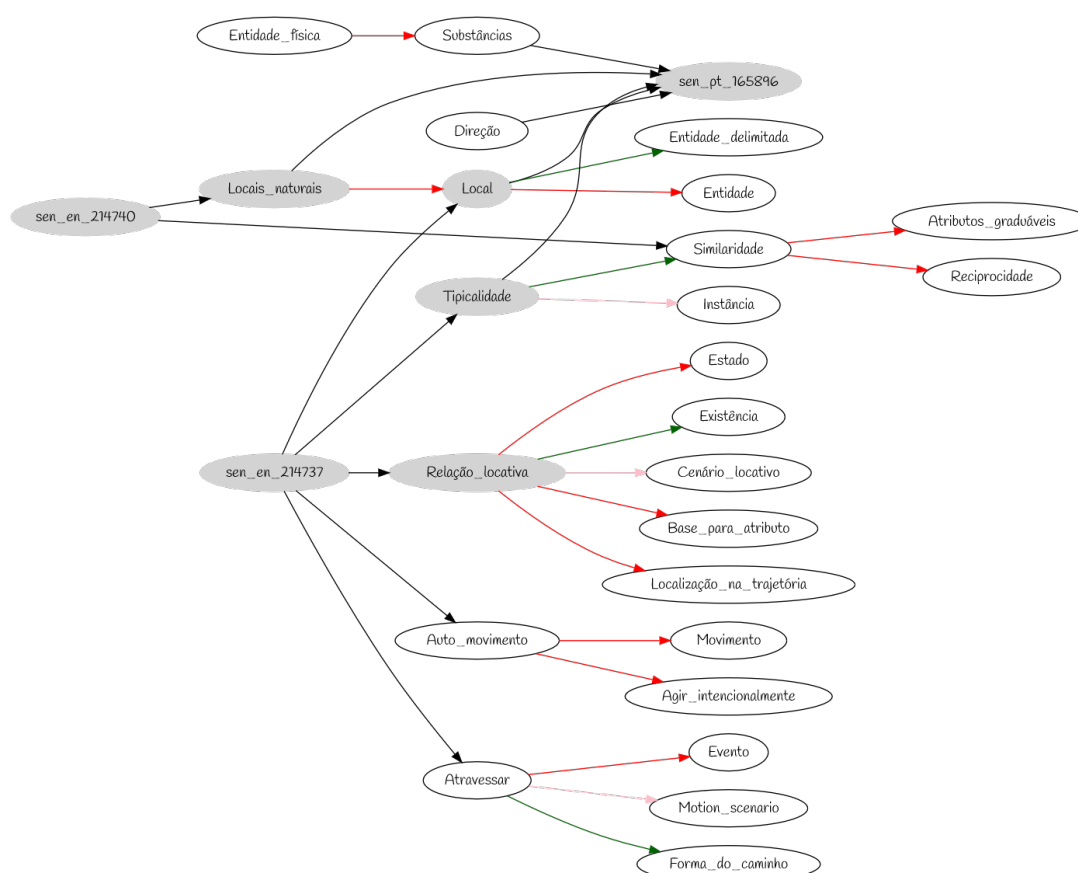 Entidade_física
Substâncias
sen_pt_165896
Direção
Entidade_delimitada
Locais_naturais
Local
Entidade
sen_en_214740
Atributos_graduáveis
Similaridade
Reciprocidade
Tipicalidade
Instância
Estado
Existência
sen_en_214737
Relação_locativa
Cenário_locativo
Base_para_atributo
Localização_na_trajetória
Auto_movimento
Movimento
Agir_intencionalmente
Evento
Atravessar
Motion_scenario
Forma_do_caminho